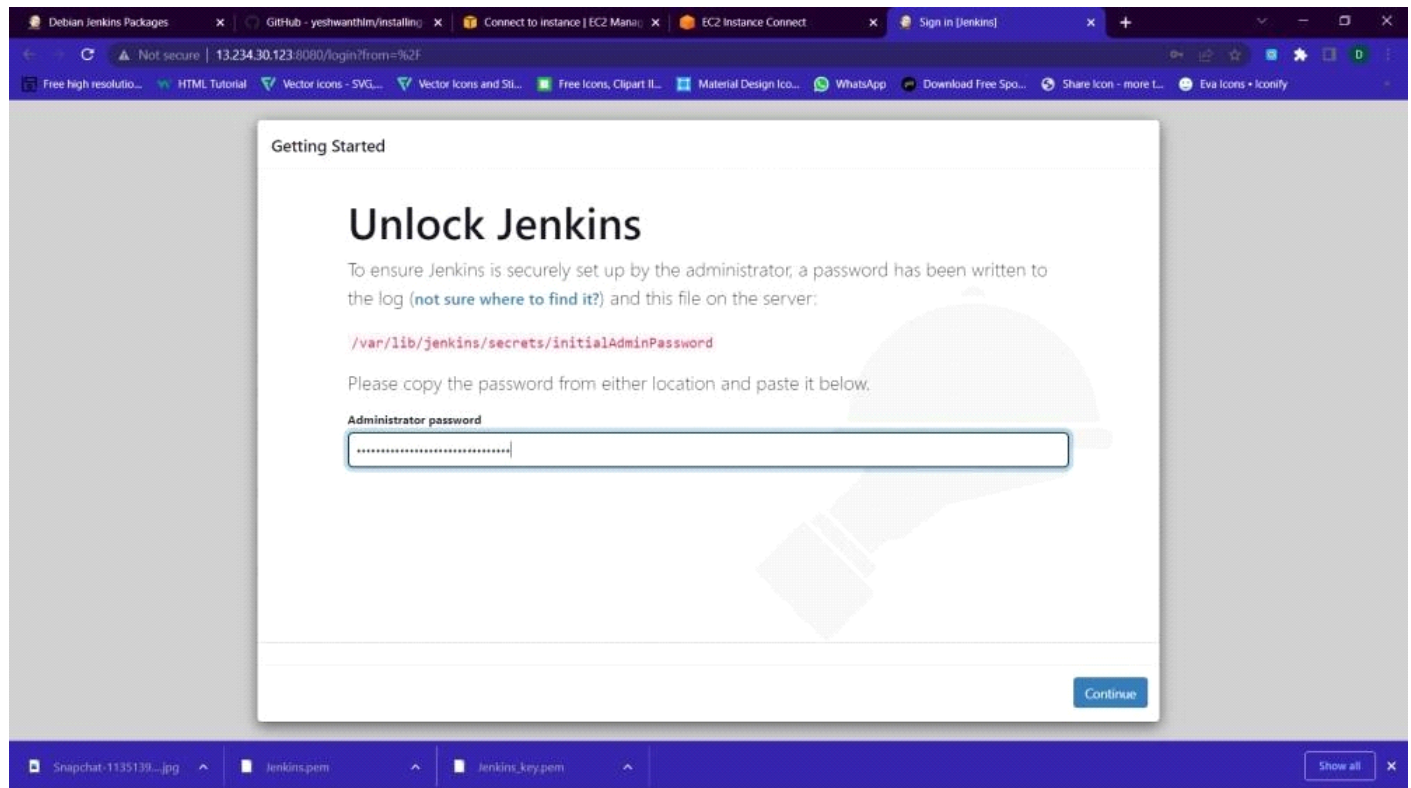 Debian Jenkins Packages
GitHub - yeshwanthlm/installing
Connect to instance | EC2 Manag
EC2 Instance Connect
Sign in [Jenkins]
Not secure | 13.234.30.123:8080/login?from=%2F
D
Free high resolutio...
HTML Tutorial
Vector icons - SVG,...
Vector Icons and Sti...
Free Icons, Clipart Il...
Material Design Ico...
WhatsApp
Download Free Spo...
Share Icon - more t...
Eva Icons • Iconify
Getting Started
Unlock Jenkins
To ensure Jenkins is securely set up by the administrator, a password has been written to
the log (not sure where to find it?) and this file on the server:
/var/lib/jenkins/secrets/initialAdminPassword
Please copy the password from either location and paste it below.
Administrator password
Continue
Snapchat-1135139....jpg
Jenkins.pem
Jenkins_key.pem
Show all